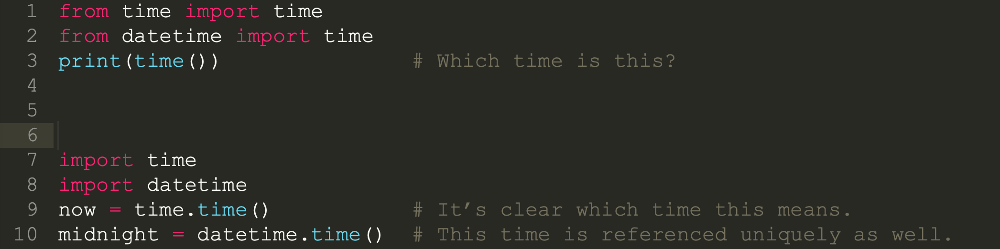 1 from time import time
2 from datetime import time
3 print(time()) # Which time is this?
4
5
6
7 import time
8 import datetime
9 now = time.time() # It’s clear which time this means.
10 midnight = datetime.time() # This time is referenced uniquely as well.